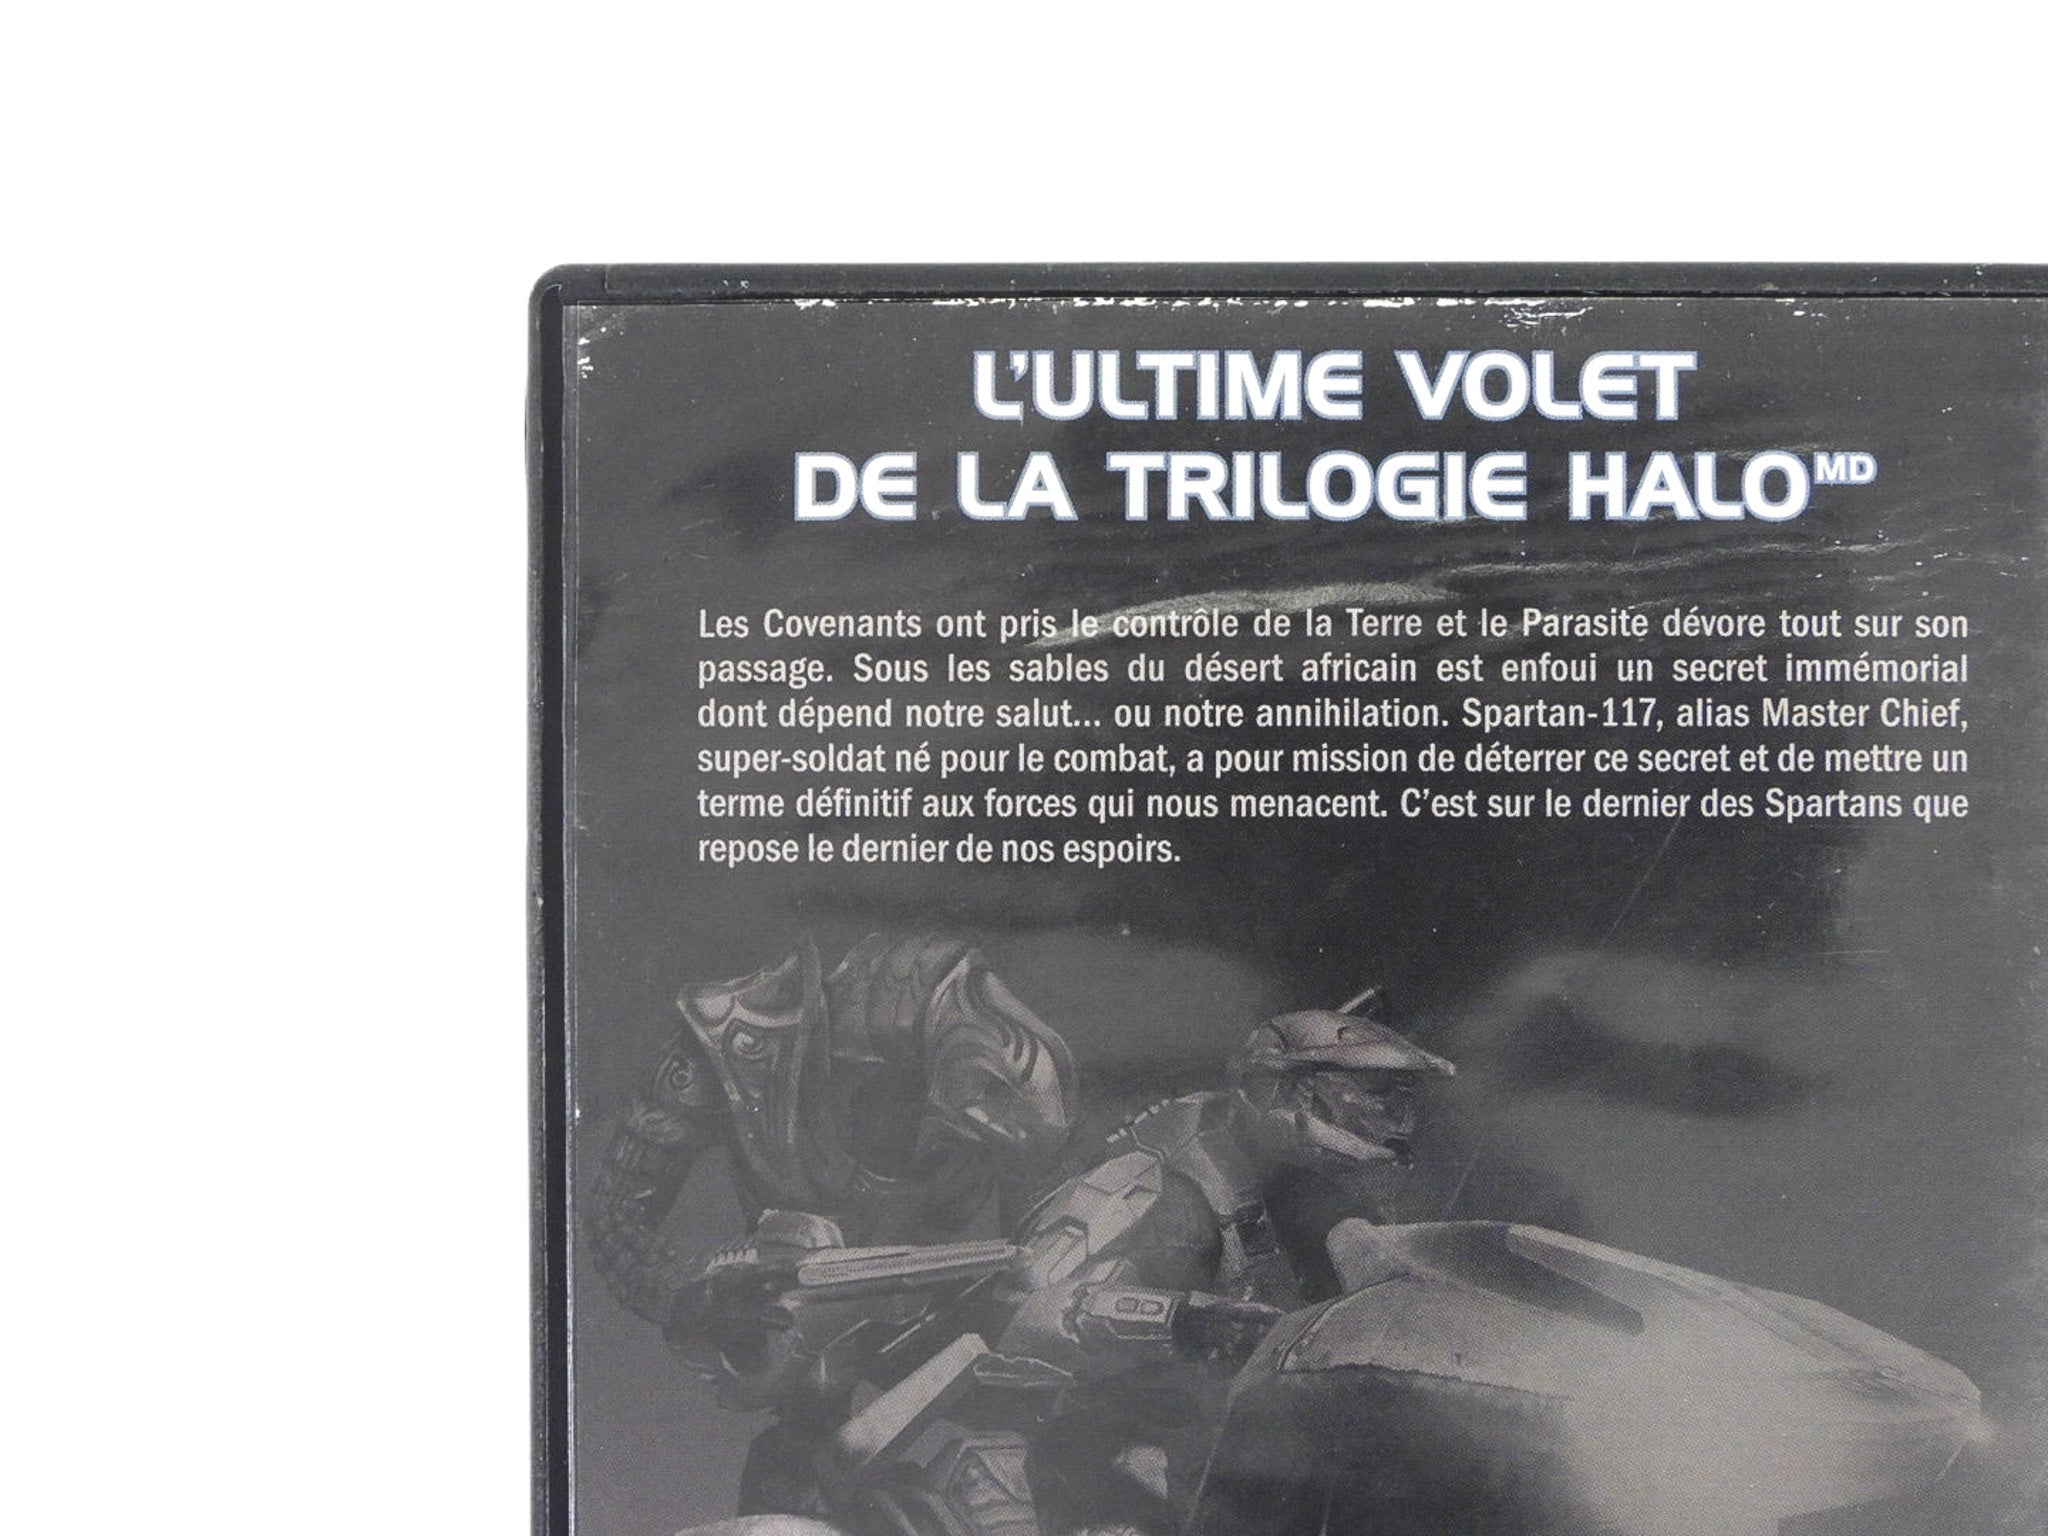 L'ULTIME VOLET
DE LA TRILOGIE HALO MD
Les Covenants ont pris le contrôle de la Terre et le Parasite dévore tout sur son
passage. Sous les sables du désert africain est enfoui un secret immémorial
dont dépend notre salut... ou notre annihilation. Spartan-117, alias Master Chief,
super-soldat né pour le combat, a pour mission de déterrer ce secret et de mettre un
terme définitif aux forces qui nous menacent. C'est sur le dernier des Spartans que
repose le dernier de nos espoirs.